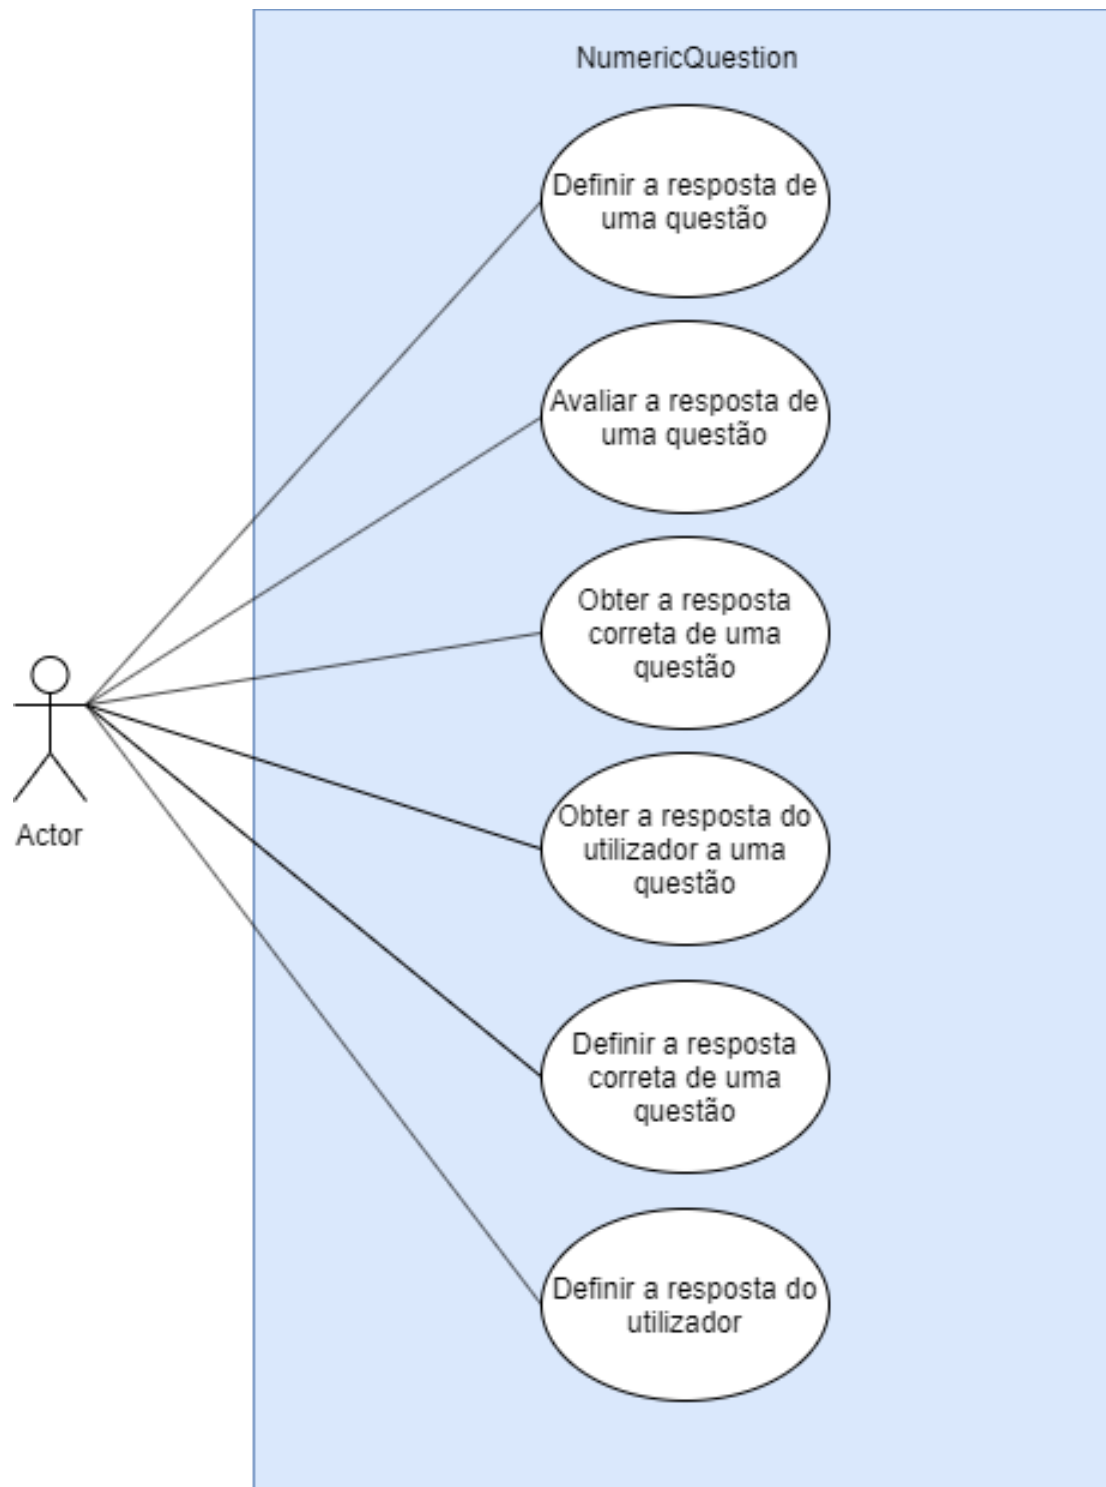 NumericQuestion
Definir a resposta de
uma questão
Avaliar a resposta de
uma questão
Obter a resposta
correta de uma
questão
Actor
Obter a resposta do
utilizador a uma
questão
Definir a resposta
correta de uma
questão
Definir a resposta do
utilizador